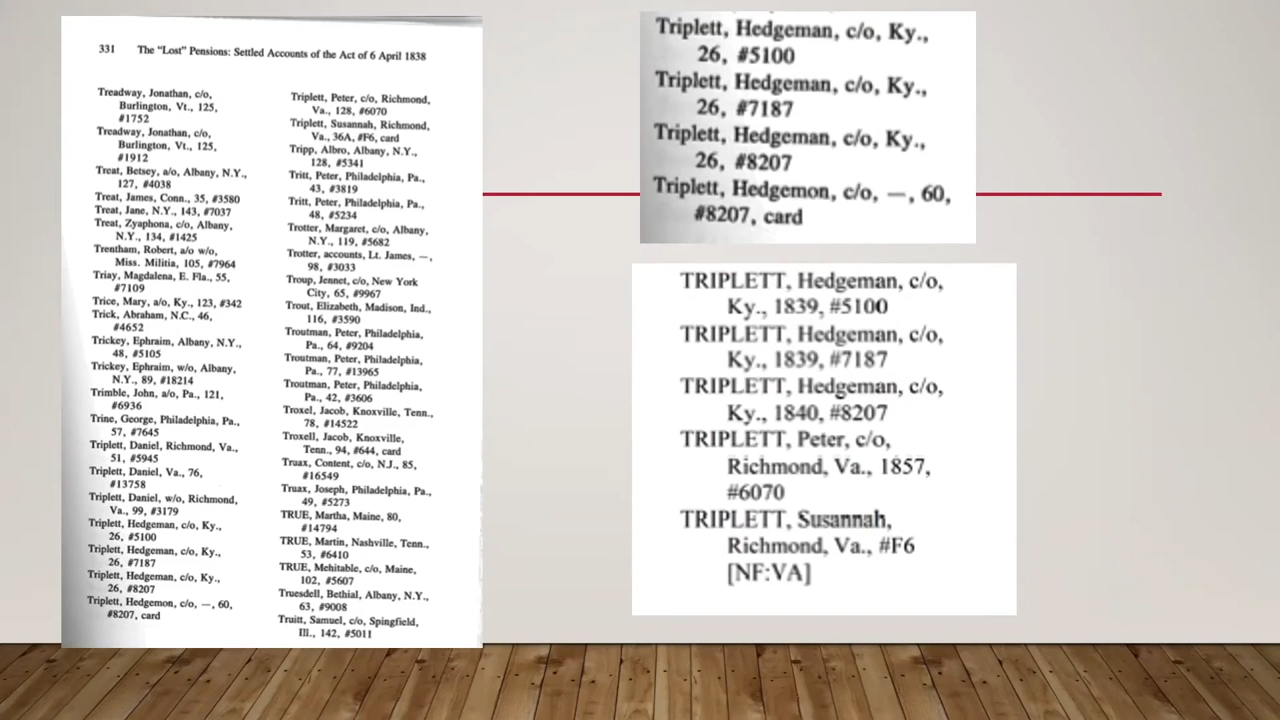 331 The "Lost" Pensions: Settled Accounts of the Act of 6 April 1838
Treadway, Jonathan, c/o,
Burlington, Vt., 125,
#1752
Treadway, Jonathan, c/o,
Burlington, Vt., 125,
#1912
Treat, Betsey, a/o, Albany, N.Y.,
127, #4038
Treat, James, Conn., 35, #3580
Treat, Jane, N.Y., 143, #7037
Treat, Zyaphona, c/o, Albany,
N.Y., 134, #1425
Trentham, Robert, a/o w/o,
Miss. Militia, 105, #7964
Triay, Magdalena, E. Fla., 55,
#7109
Trice, Mary, a/o, Ky., 123, #342
Trick, Abraham, N.C., 46,
#4652
Trickey, Ephraim, Albany, N.Y.,
48, #5105
Trickey, Ephraim, w/o, Albany,
N.Y., 89, #18214
Trimble, John, a/o, Pa., 121,
#6936
Trine, George, Philadelphia, Pa.,
57, #7645
Triplett, Daniel, Richmond, Va.,
51, #5945
Triplett, Daniel, Va., 76,
#13758
Triplett, Daniel, w/o, Richmond,
Va., 99, #3179
Triplett, Hedgeman, c/o, Ky.,
26, #5100
Triplett, Hedgeman, c/o, Ky.,
26, #7187
Triplett, Hedgeman, c/o, Ky.,
26, #8207
Triplett, Hedgemon, c/o, —, 60,
#8207, card
Triplett, Peter, c/o, Richmond,
Va., 128, #6070
Triplett, Susannah, Richmond,
Va., 36A, #F6, card
Tripp, Albro, Albany, N.Y.,
128, #5341
Tritt, Peter, Philadelphia, Pa.,
43, #3819
Tritt, Peter, Philadelphia, Pa.,
48, #5234
Trotter, Margaret, c/o, Albany,
N.Y., 119, #5682
Trotter, accounts, Lt. James, —,
98, #3033
Troup, Jennet, c/o, New York
City, 65, #9967
Trout, Elizabeth, Madison, Ind.,
116, #3590
Troutman, Peter, Philadelphia,
Pa., 64, #9204
Troutman, Peter, Philadelphia,
Pa., 77, #13965
Troutman, Peter, Philadelphia,
Pa., 42, #3606
Troxel, Jacob, Knoxville, Tenn.,
78, #14522
Troxell, Jacob, Knoxville,
Tenn., 94, #644, card
Truax, Content, c/o, N.J., 85,
#16549
Truax, Joseph, Philadelphia, Pa.,
49, #5273
TRUE, Martha, Maine, 80,
#14794
TRUE, Martin, Nashville, Tenn.,
53, #6410
TRUE, Mehitable, c/o, Maine,
102, #5607
Truesdell, Bethial, Albany, N.Y.,
63, #9008
Truitt, Samuel, c/o, Spingfield,
Ill., 142, #5011
Triplett, Hedgeman, c/o, Ky.,
26, #5100
Triplett, Hedgeman, c/o, Ky.,
26, #7187
Triplett, Hedgeman, c/o, Ky.,
26, #8207
Triplett, Hedgemon, c/o, —, 60,
#8207, card
TRIPLETT, Hedgeman, c/o,
Ky., 1839, #5100
TRIPLETT, Hedgeman, c/o,
Ky., 1839, #7187
TRIPLETT, Hedgeman, c/o,
Ky., 1840, #8207
TRIPLETT, Peter, c/o,
Richmond, Va., 1857,
#6070
TRIPLETT, Susannah,
Richmond, Va., #F6
[NF:VA]